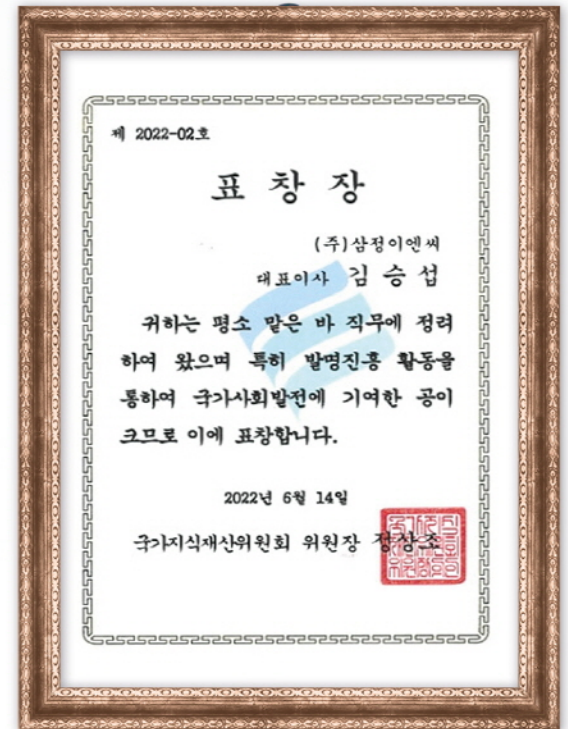 제 2022-02호
표 창 장
(주)삼정이엔씨
대표이사 김 승 섭
귀하는 평소 맡은 바 직무에 정려
하여 왔으며 특히 발명진흥 활동을
통하여 국가사회발전에 기여한 공이
크므로 이에 표창합니다.
2022년 6월 14일
국가지식재산위원회 위원장 정상조